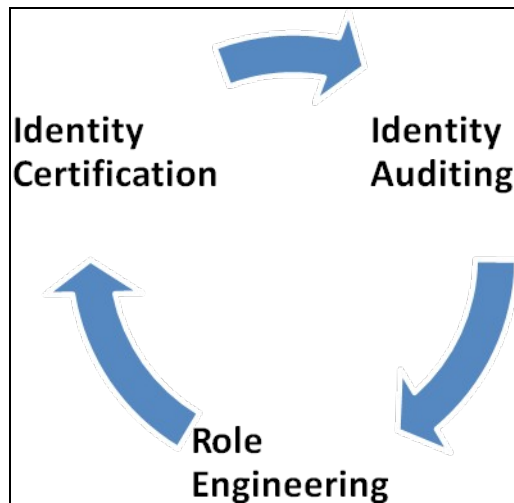 Identity
Certification
Identity
Auditing
Role
Engineering